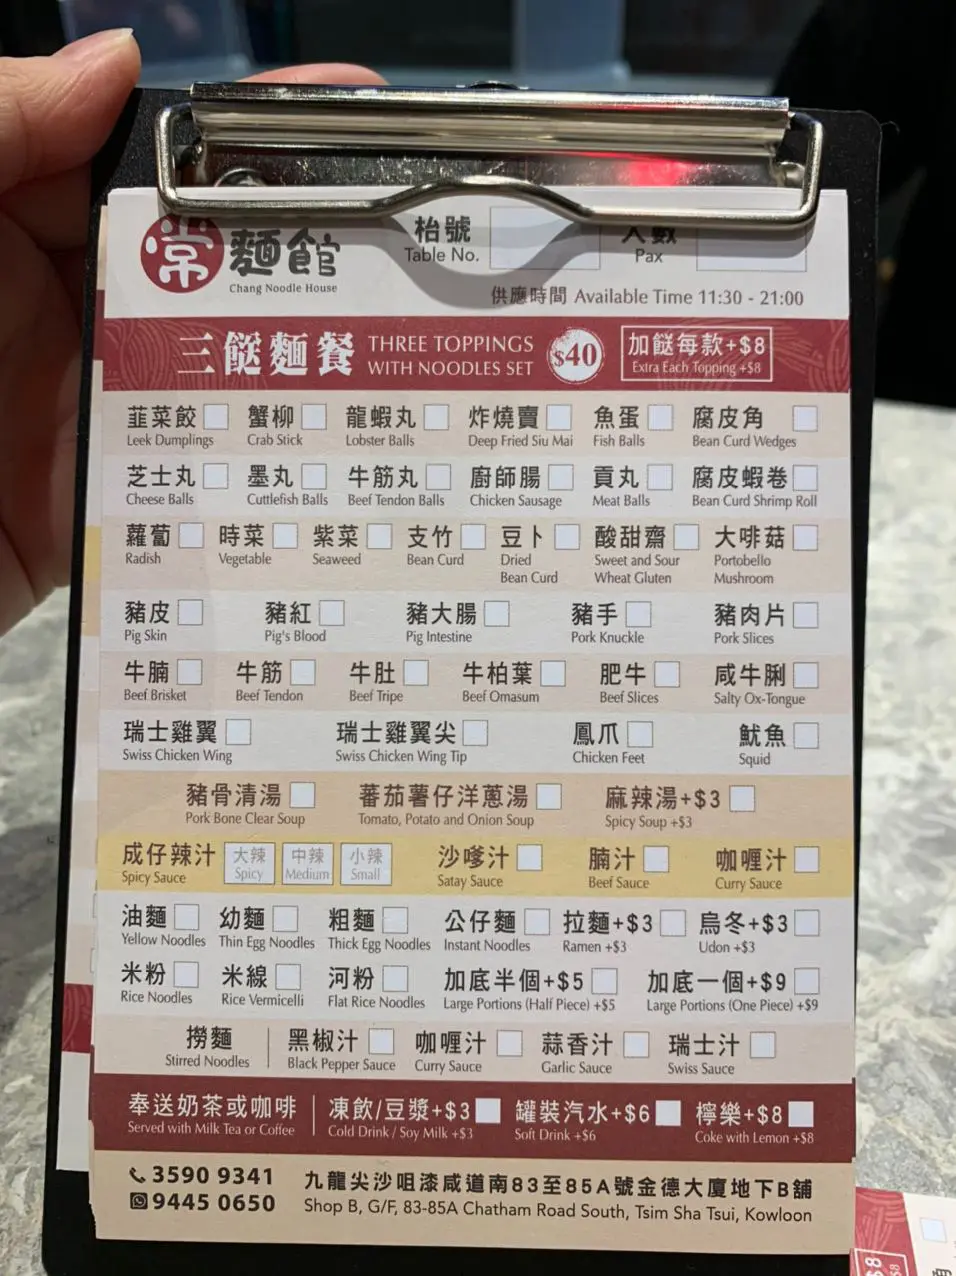 常 麵館
Chang Noodle House
枱號
Table No.
人數
Pax
供應時間 Available Time 11:30 - 21:00
三餸麵餐 THREE TOPPINGS WITH NOODLES SET $40
加餸每款+$8
Extra Each Topping +$8
韮菜餃 蟹柳 龍蝦丸 炸燒賣 魚蛋 腐皮角
Leek Dumplings Crab Stick Lobster Balls Deep Fried Siu Mai Fish Balls Bean Curd Wedges
芝士丸 墨丸 牛筋丸 廚師腸 貢丸 腐皮蝦卷
Cheese Balls Cuttlefish Balls Beef Tendon Balls Chicken Sausage Meat Balls Bean Curd Shrimp Roll
蘿蔔 時菜 紫菜 支竹 豆卜 酸甜齋 大啡菇
Radish Vegetable Seaweed Bean Curd Dried Sweet and Sour Portobello
Bean Curd Wheat Gluten Mushroom
豬皮 豬紅 豬大腸 豬手 豬肉片
Pig Skin Pig's Blood Pig Intestine Pork Knuckle Pork Slices
牛腩 牛筋 牛肚 牛柏葉 肥牛 咸牛脷
Beef Brisket Beef Tendon Beef Tripe Beef Omasum Beef Slices Salty Ox-Tongue
瑞士雞翼 瑞士雞翼尖 鳳爪 魷魚
Swiss Chicken Wing Swiss Chicken Wing Tip Chicken Feet Squid
豬骨清湯 蕃茄薯仔洋蔥湯 麻辣湯+$3
Pork Bone Clear Soup Tomato, Potato and Onion Soup Spicy Soup +$3
成仔辣汁 大辣 中辣 小辣 沙嗲汁 腩汁 咖喱汁
Spicy Sauce Spicy Medium Small Satay Sauce Beef Sauce Curry Sauce
油麵 幼麵 粗麵 公仔麵 拉麵+$3 烏冬+$3
Yellow Noodles Thin Egg Noodles Thick Egg Noodles Instant Noodles Ramen +$3 Udon +$3
米粉 米線 河粉 加底半個+$5 加底一個+$9
Rice Noodles Rice Vermicelli Flat Rice Noodles Large Portions (Half Piece) +$5 Large Portions (One Piece) +$9
撈麵 黑椒汁 咖喱汁 蒜香汁 瑞士汁
Stirred Noodles Black Pepper Sauce Curry Sauce Garlic Sauce Swiss Sauce
奉送奶茶或咖啡 凍飲/豆漿+$3 罐裝汽水+$6 檸樂+$8
Served with Milk Tea or Coffee Cold Drink / Soy Milk +$3 Soft Drink +$6 Coke with Lemon +$8
3590 9341
9445 0650
九龍尖沙咀漆咸道南83至85A號金德大廈地下B舖
Shop B, G/F, 83-85A Chatham Road South, Tsim Sha Tsui, Kowloon